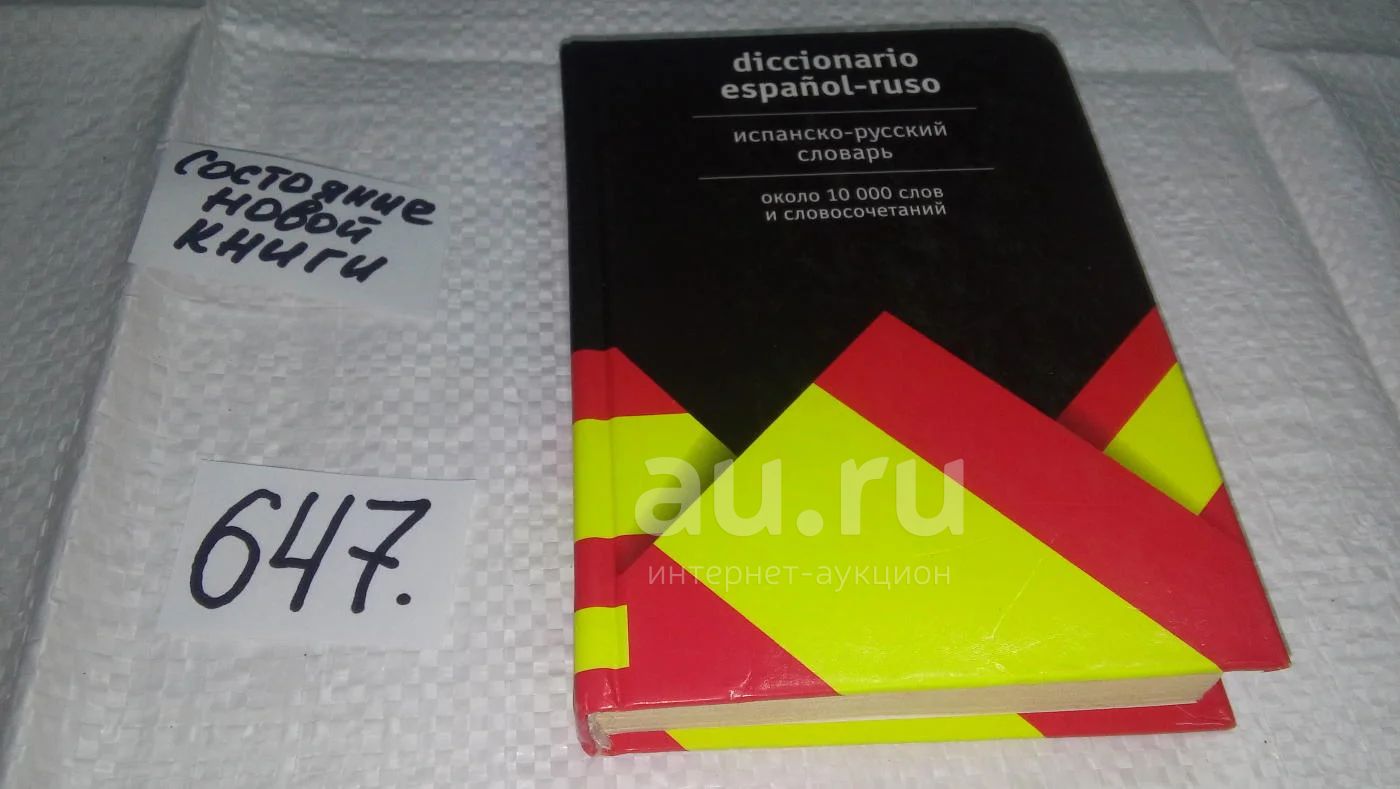 состояние
новой
книги
647.
diccionario
español-ruso
испанско-русский
словарь
около 10 000 слов
и словосочетаний
au.ru
интернет-аукцион